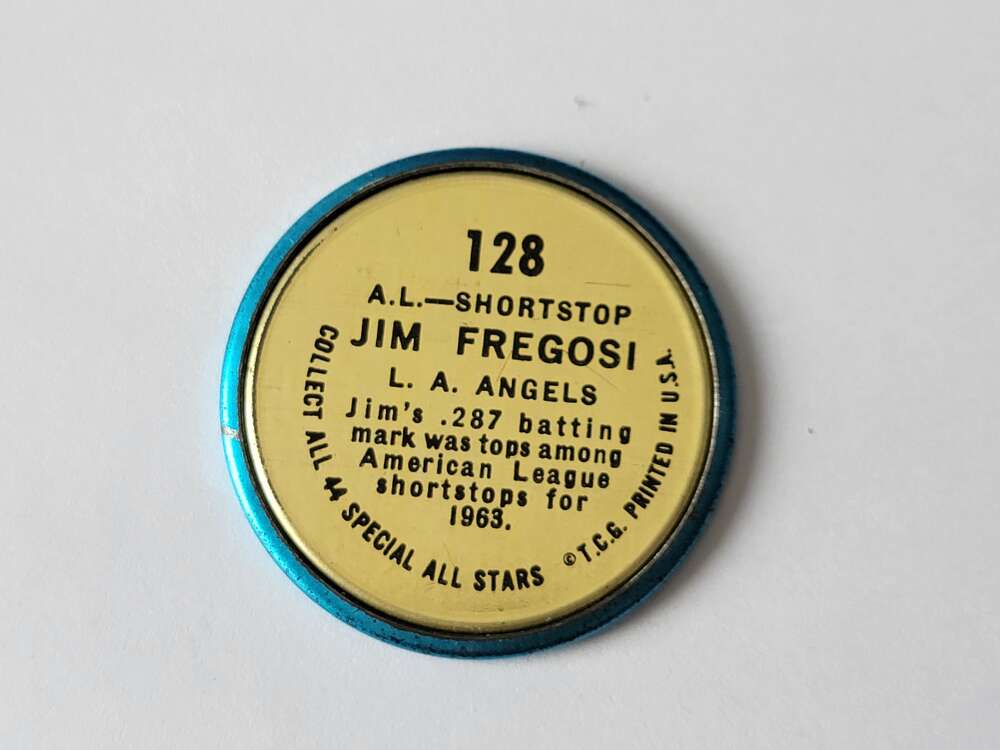 128
A.L.—SHORTSTOP
JIM FREGOSI
L. A. ANGELS
Jim's .287 batting
mark was tops among
American League
shortstops for
1963.
COLLECT ALL 44 SPECIAL ALL STARS
©T.C.G. PRINTED IN U.S.A.